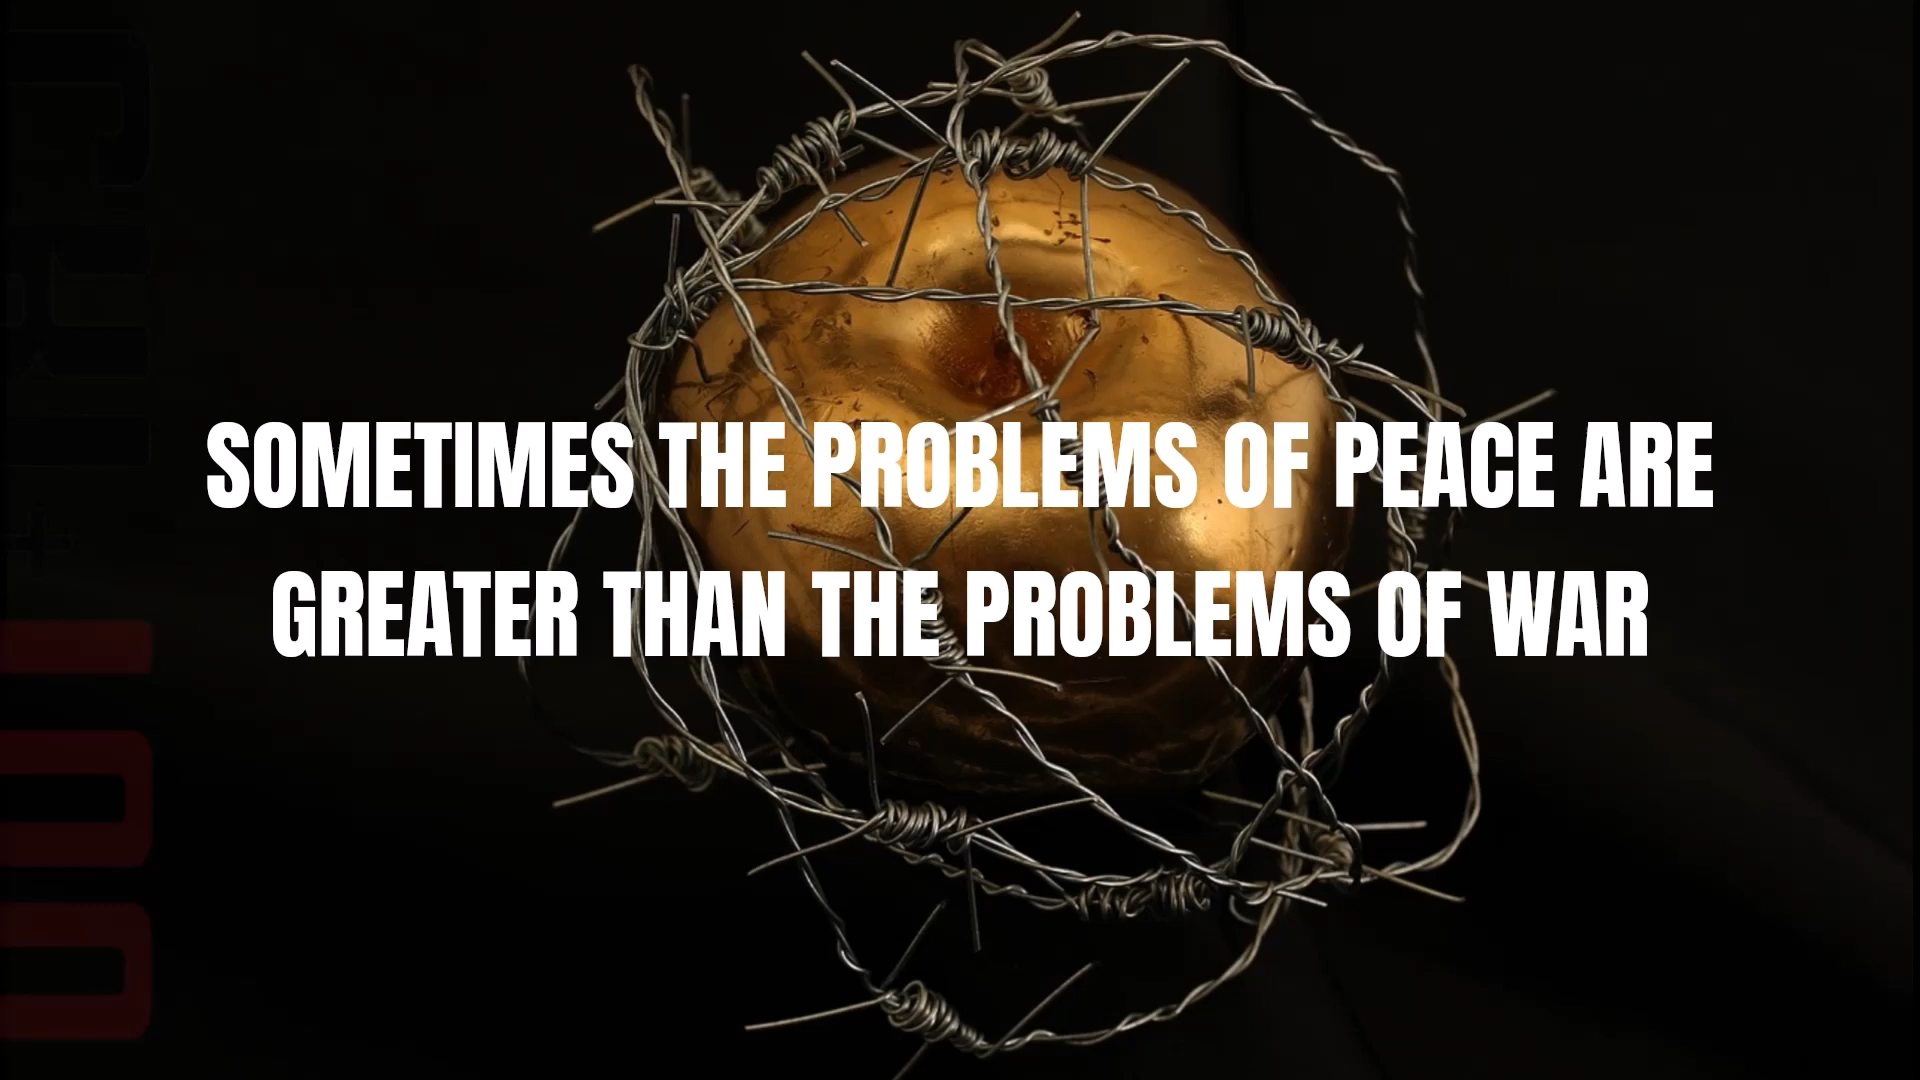 SOMETIMES THE PROBLEMS OF PEACE ARE
GREATER THAN THE PROBLEMS OF WAR